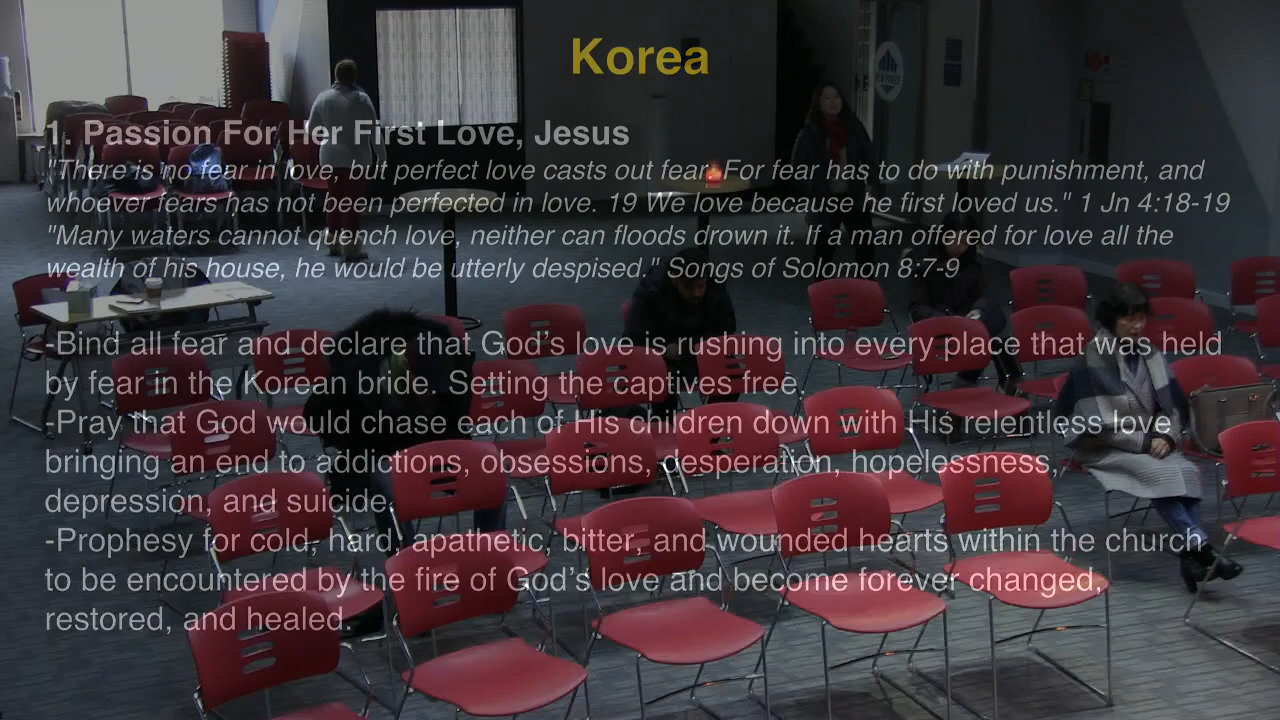 Korea
1. Passion For Her First Love, Jesus
"There is no fear in love, but perfect love casts out fear. For fear has to do with punishment, and
whoever fears has not been perfected in love. 19 We love because he first loved us." 1 Jn 4:18-19
"Many waters cannot quench love, neither can floods drown it. If a man offered for love all the
wealth of his house, he would be utterly despised." Songs of Solomon 8:7-9
-Bind all fear and declare that God’s love is rushing into every place that was held
by fear in the Korean bride. Setting the captives free.
-Pray that God would chase each of His children down with His relentless love
bringing an end to addictions, obsessions, desperation, hopelessness,
depression, and suicide.
-Prophesy for cold, hard, apathetic, bitter, and wounded hearts within the church
to be encountered by the fire of God’s love and become forever changed,
restored, and healed.